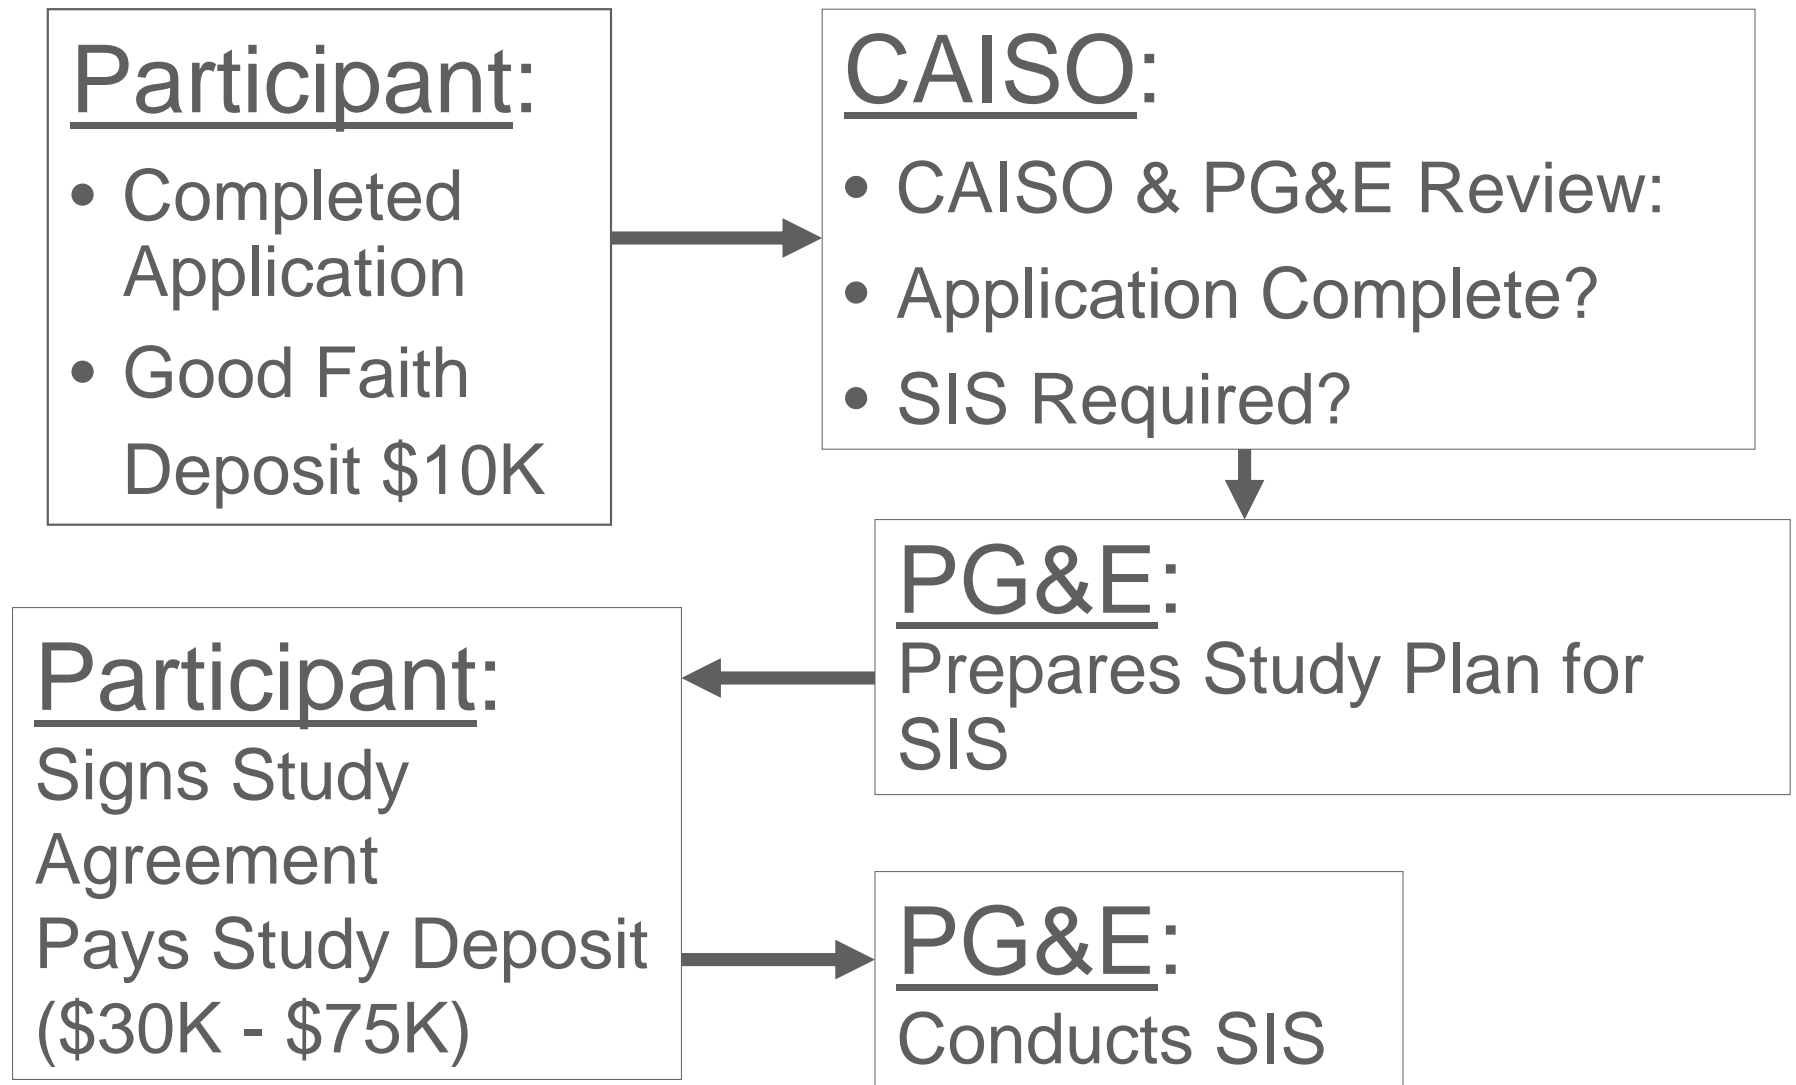 Participant:
• Completed
Application
• Good Faith
Deposit $10K
CAISO:
• CAISO & PG&E Review:
• Application Complete?
• SIS Required?
PG&E:
Prepares Study Plan for
SIS
Participant:
Signs Study
Agreement
Pays Study Deposit
($30K - $75K)
PG&E:
Conducts SIS